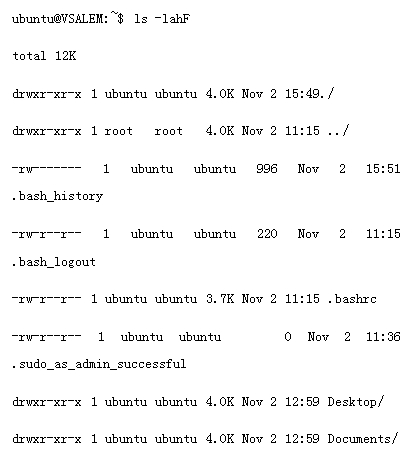 ubuntu@VSALEM:~$ ls -lahF
total 12K
drwxr-xr-x 1 ubuntu ubuntu 4.0K Nov 2 15:49./
drwxr-xr-x 1 root root 4.0K Nov 2 11:15 ../
-rw------- 1 ubuntu ubuntu 996 Nov 2 15:51
.bash_history
-rw-r--r-- 1 ubuntu ubuntu 220 Nov 2 11:15
.bash_logout
-rw-r--r-- 1 ubuntu ubuntu 3.7K Nov 2 11:15 .bashrc
-rw-r--r-- 1 ubuntu ubuntu 0 Nov 2 11:36
.sudo_as_admin_successful
drwxr-xr-x 1 ubuntu ubuntu 4.0K Nov 2 12:59 Desktop/
drwxr-xr-x 1 ubuntu ubuntu 4.0K Nov 2 12:59 Documents/